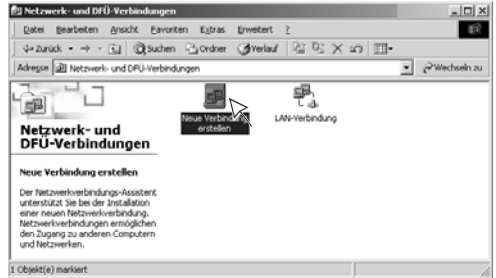 Netzwerk- und DFÜ-Verbindungen
Datei Bearbeiten Ansicht Favoriten Extras Erweitert ?
Zurück Suchen Ordner Verlauf
Adresse Netzwerk- und DFÜ-Verbindungen Wechseln zu
Netzwerk- und
DFÜ-Verbindungen
Neue Verbindung erstellen
Der Netzwerkverbindungs-Assistent
unterstützt Sie bei der Installation
einer neuen Netzwerkverbindung.
Netzwerkverbindungen ermöglichen
den Zugang zu anderen Computern
und Netzwerken.
Neue Verbindung
erstellen
LAN-Verbindung
1 Objekt(e) markiert